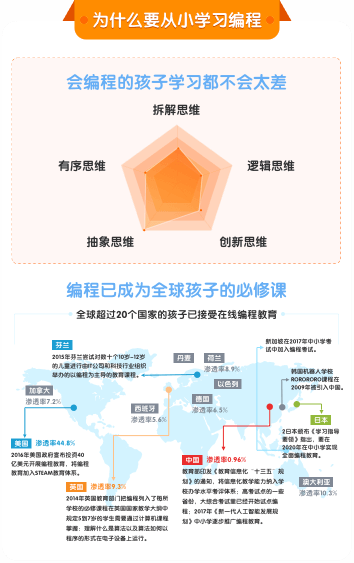 为什么要从小学习编程
会编程的孩子学习都不会太差
拆解思维
有序思维
逻辑思维
抽象思维
创新思维
编程已成为全球孩子的必修课
全球超过20个国家的孩子已接受在线编程教育
芬兰
2015年芬兰尝试对数十个10岁~12岁
的儿童进行由IT公司和科技行业组织
举办的以编程为主导的教育课程。
丹麦
荷兰
渗透率8.9%
以色列
加拿大
渗透率7.2%
西班牙
渗透率5.6%
德国
渗透率6.5%
新加坡在2017年中小学考
试中加入编程考试。
韩国机器人学校
ROBOROBO课程在
2009年被引入中国。
日本
2日本颁布《学习指导
要领》指出，要在
2020年在中小学实现
全面编程教育。
美国 渗透率44.8%
2016年美国政府宣布投资40
亿美元开展编程教育，将编程
教育加入STEAM教育体系。
英国 渗透率9.3%
2014年英国教育部门把编程列入了租所
学校的必修课程在英国国家教学大纲中
规定5到7岁的学生需要通过计算机课程
掌握：理解什么是算法以及算法如何以
程序的形式在电子设备上运行。
中国 渗透率0.96%
教育部印发《教育信息化“十三五”规
划》的通知，将信息化教学能力纳入学
校办学水平考评体系；高考试点的一些
省份，大综合考试都已经开始试点编
程；2017年《新一代人工智能发展规
划》中小学逐步推广编程教育。
澳大利亚
渗透率10.3%